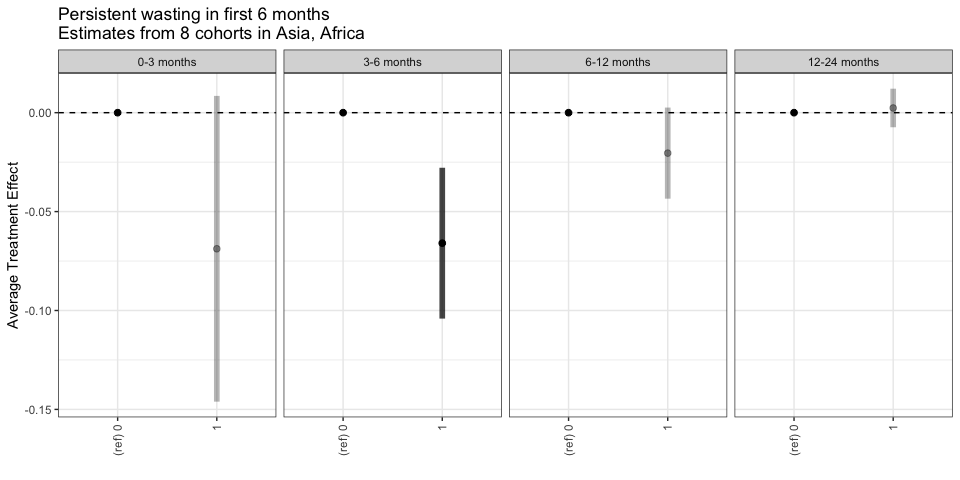 Persistent wasting in first 6 months
Estimates from 8 cohorts in Asia, Africa
0-3 months
3-6 months
6-12 months
12-24 months
Average Treatment Effect
0.00
-0.05
-0.10
-0.15
(ref) 0
1
(ref) 0
1
(ref) 0
1
(ref) 0
1